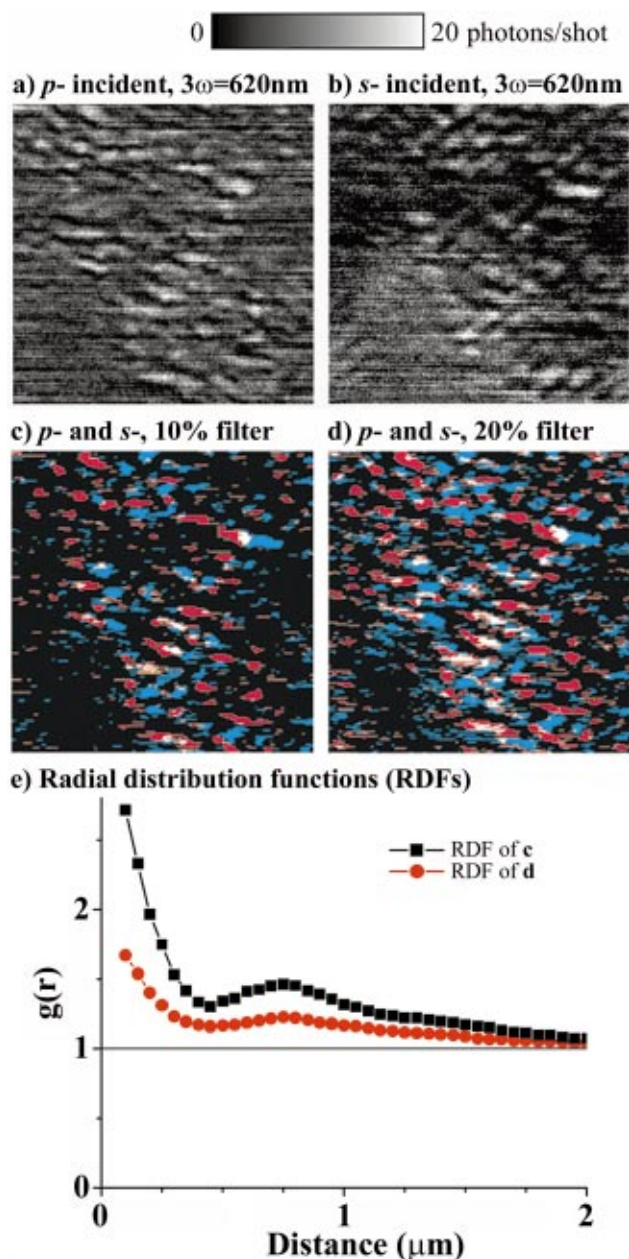 0 20 photons/shot
a) p- incident, 3ω=620nm b) s- incident, 3ω=620nm
c) p- and s-, 10% filter d) p- and s-, 20% filter
e) Radial distribution functions (RDFs)
RDF of c
RDF of d
g(r)
2
1
0
0 1 2
Distance (μm)